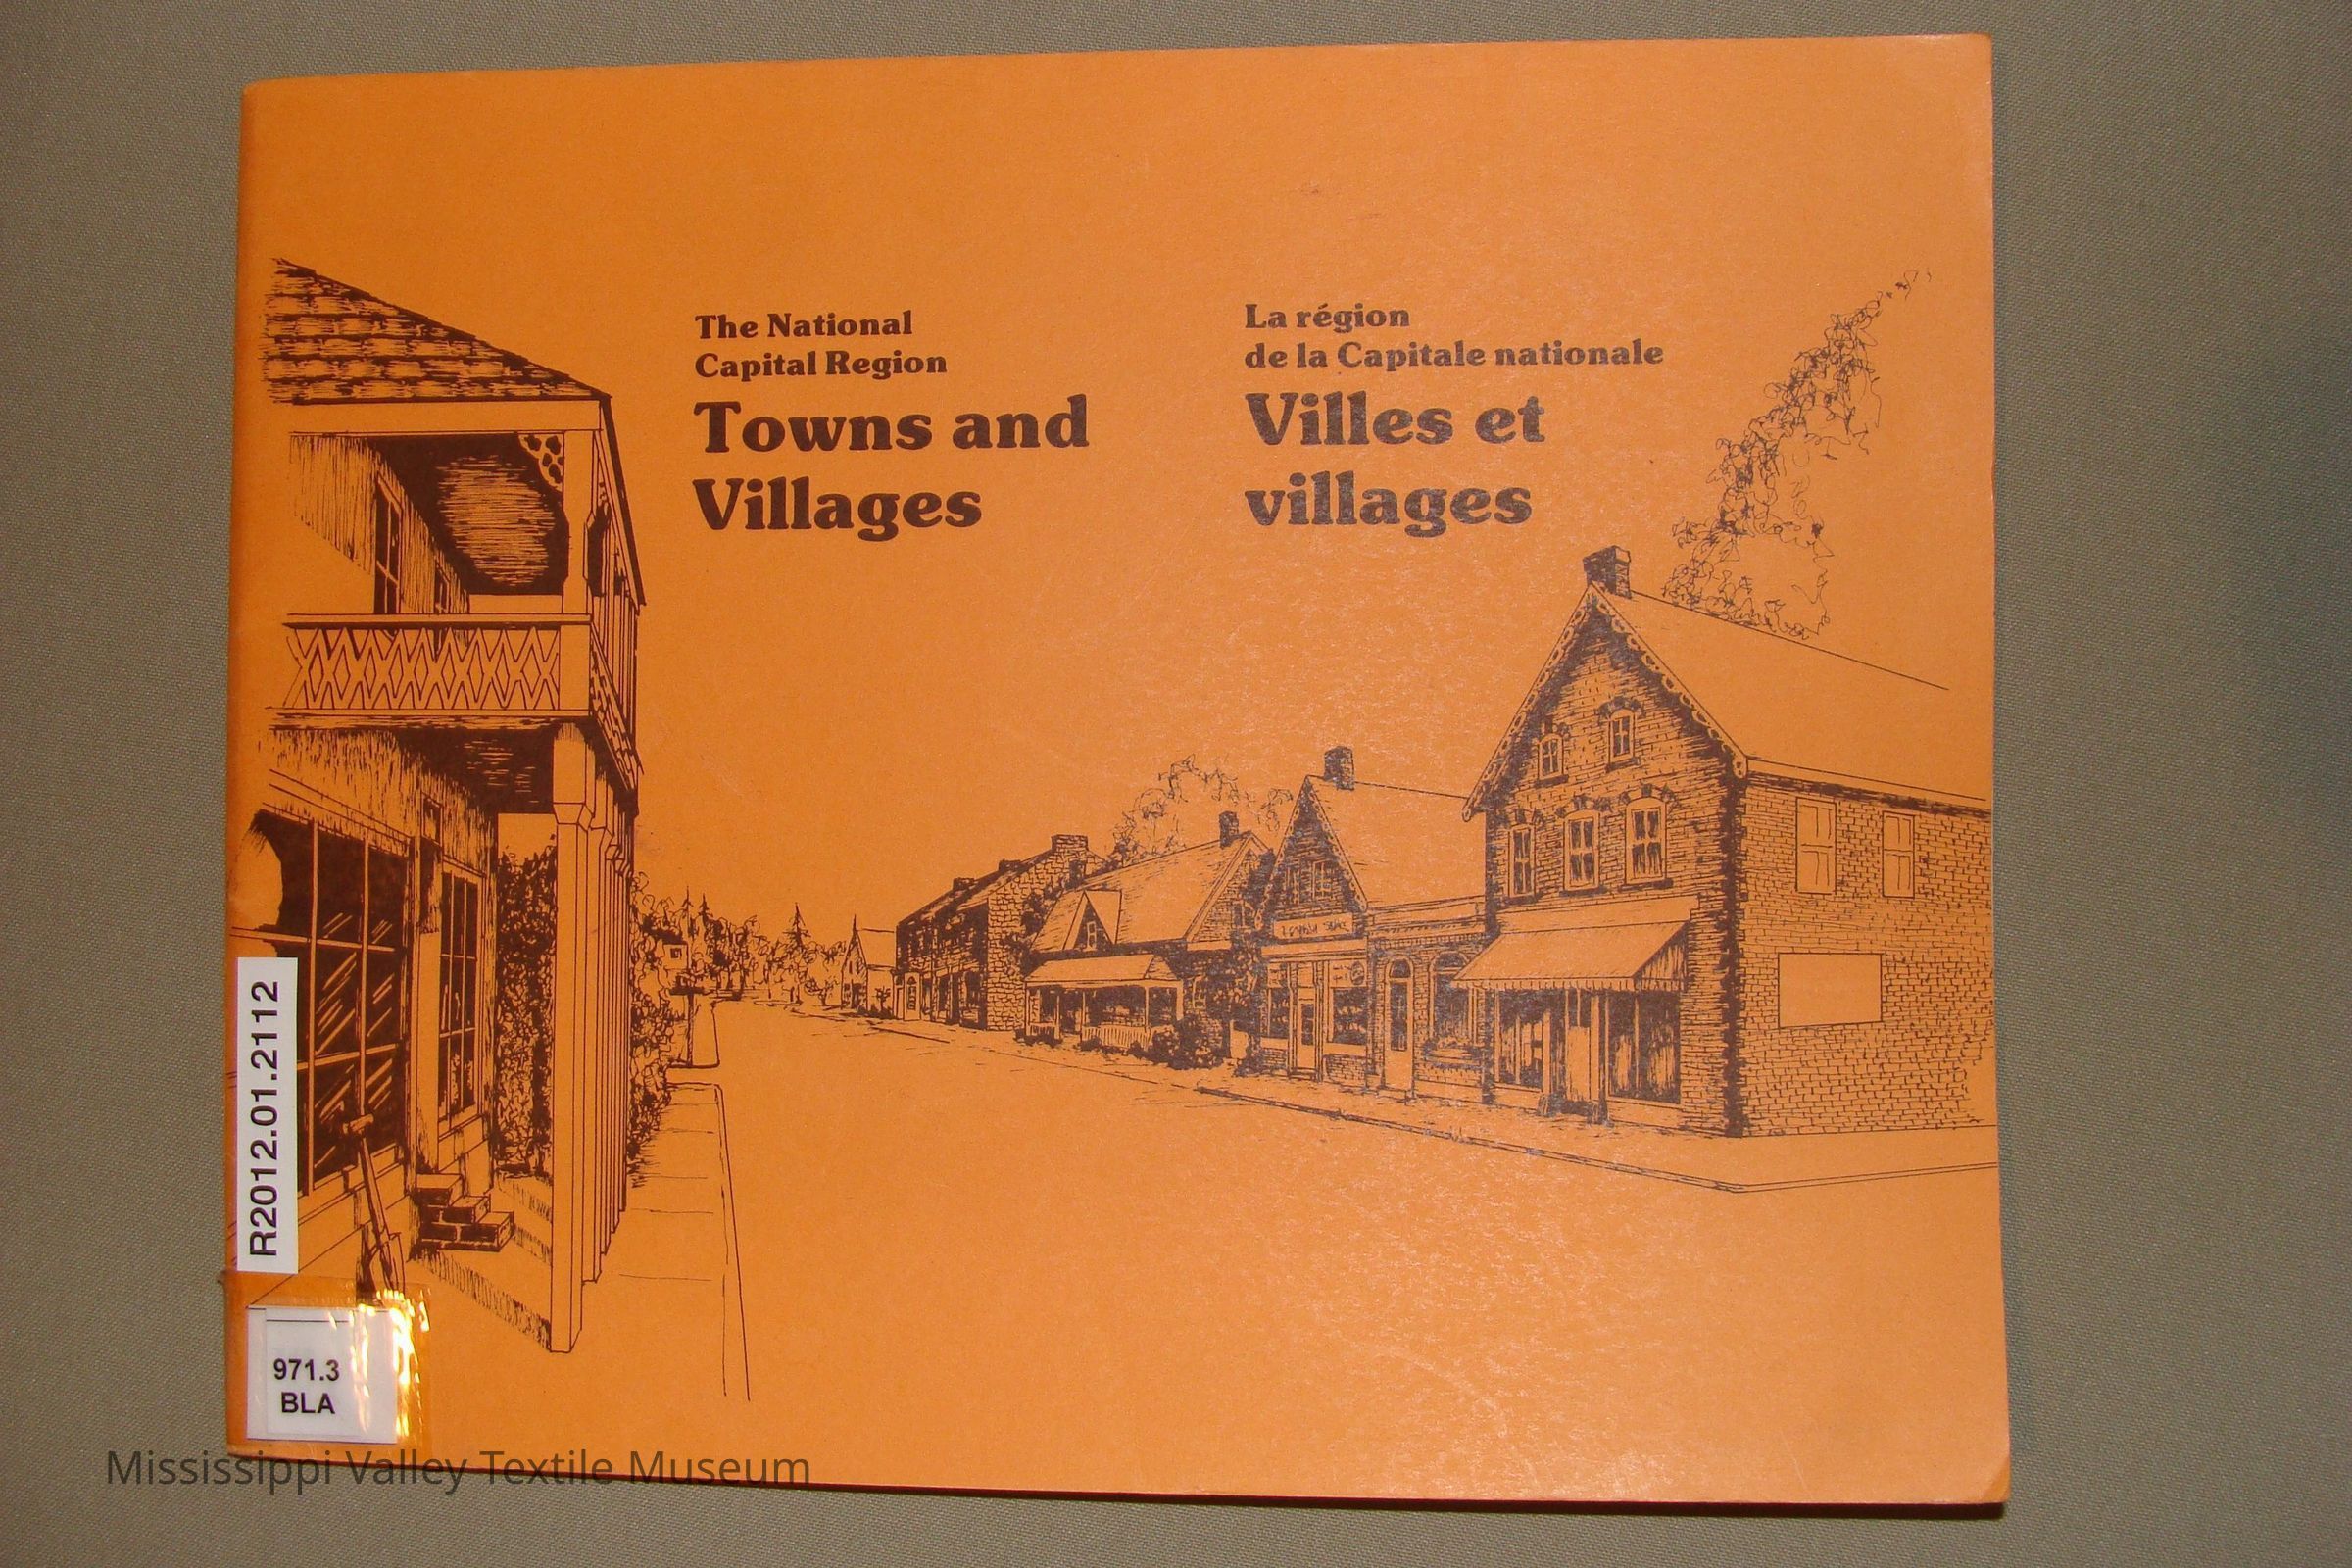 The National
Capital Region
Towns and
Villages
La région
de la Capitale nationale
Villes et
villages
R2012.01.2112
971.3
BLA
Mississippi Valley Textile Museum